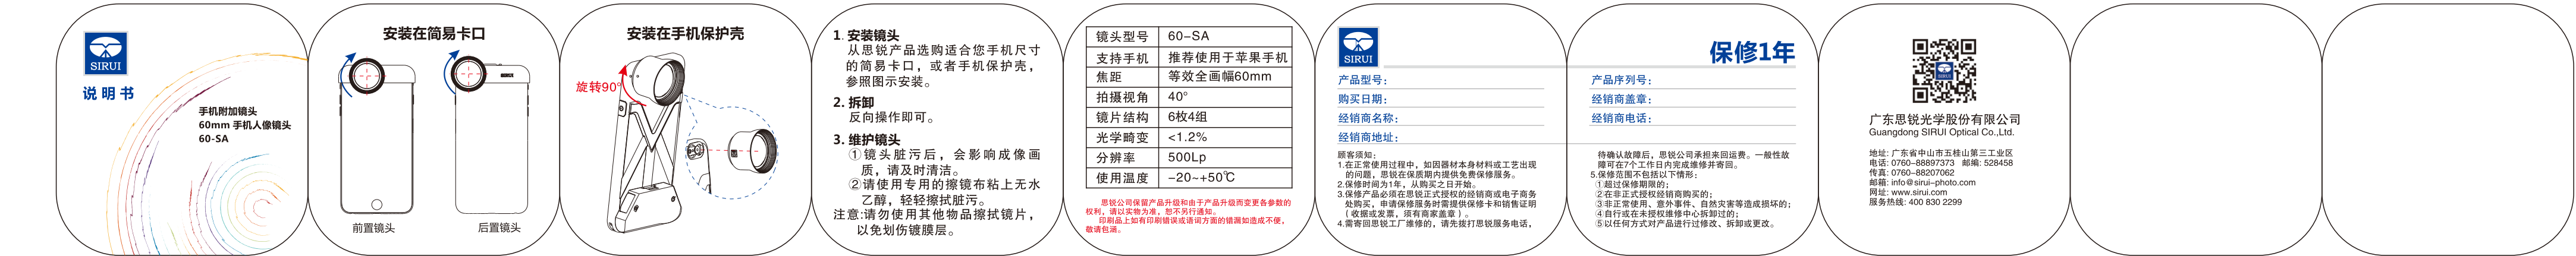 SIRUI
说明书
手机附加镜头
60mm 手机人像镜头
60-SA
安装在简易卡口
SIRUI
前置镜头
后置镜头
安装在手机保护壳
旋转90°
1. 安装镜头
从思锐产品选购适合您手机尺寸
的简易卡口，或者手机保护壳，
参照图示安装。
2. 拆卸
反向操作即可。
3. 维护镜头
①镜头脏污后，会影响成像画
质，请及时清洁。
②请使用专用的擦镜布粘上无水
乙醇，轻轻擦拭脏污。
注意:请勿使用其他物品擦拭镜片，
以免划伤镀膜层。
镜头型号 60-SA
支持手机 推荐使用于苹果手机
焦距 等效全画幅60mm
拍摄视角 40°
镜片结构 6枚4组
光学畸变 <1.2%
分辨率 500Lp
使用温度 -20~+50℃
思锐公司保留产品升级和由于产品升级而变更各参数的
权利，请以实物为准，恕不另行通知。
印刷品上如有印刷错误或语词方面的错漏如造成不便，
敬请包涵。
SIRUI
产品型号：
购买日期：
经销商名称：
经销商地址：
顾客须知：
1.在正常使用过程中，如因器材本身材料或工艺出现
的问题，思锐在保质期内提供免费保修服务。
2.保修时间为1年，从购买之日开始。
3.保修产品必须在思锐正式授权的经销商或电子商务
处购买，申请保修服务时需提供保修卡和销售证明
（收据或发票，须有商家盖章）。
4.需寄回思锐工厂维修的，请先拨打思锐服务电话，
保修1年
产品序列号：
经销商盖章：
经销商电话：
待确认故障后，思锐公司承担来回运费。一般性故
障可在7个工作日内完成维修并寄回。
5.保修范围不包括以下情形：
①超过保修期限的；
②在非正式授权经销商购买的；
③非正常使用、意外事件、自然灾害等造成损坏的；
④自行或在未授权维修中心拆卸过的；
⑤以任何方式对产品进行过修改、拆卸或更改。
广东思锐光学股份有限公司
Guangdong SIRUI Optical Co.,Ltd.
地址: 广东省中山市五桂山第三工业区
电话: 0760-88897373 邮编: 528458
传真: 0760-88207062
邮箱: info@sirui-photo.com
网址: www.sirui.com
服务热线: 400 830 2299